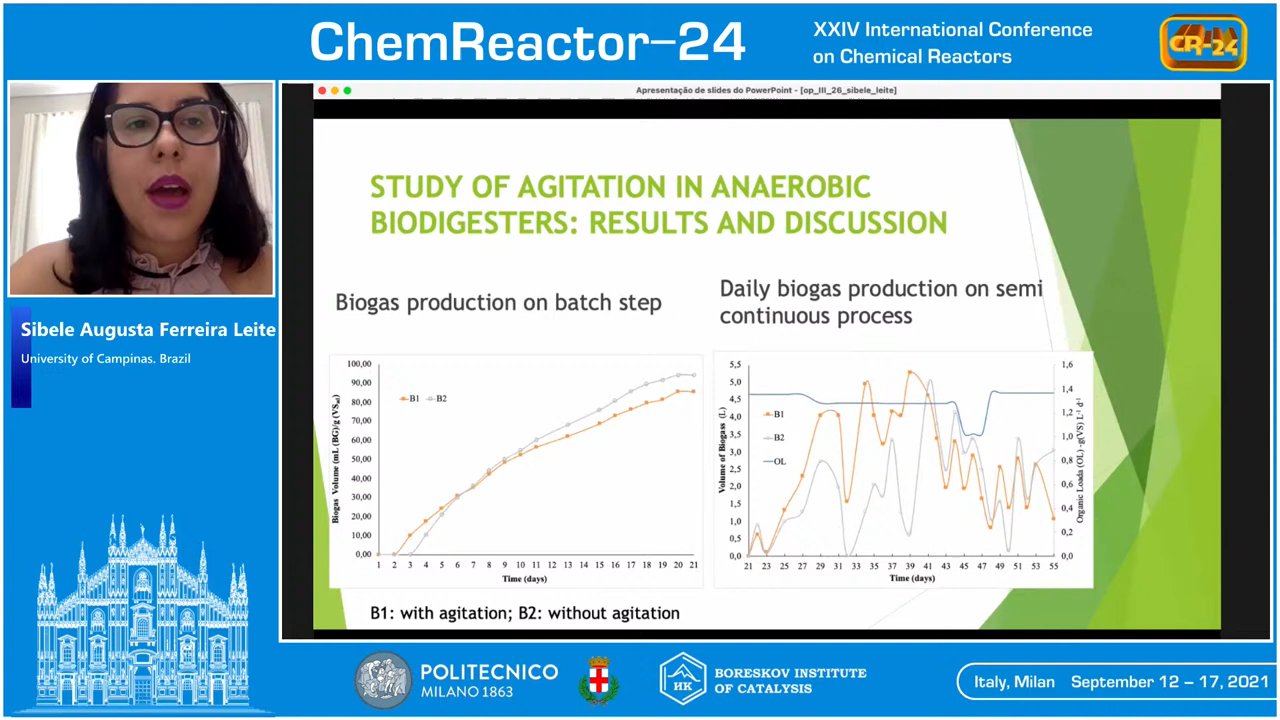 ChemReactor-24
XXIV International Conference
on Chemical Reactors
CR-24
Apresentação de slides do PowerPoint - [op_III_26_sibele_leite]
STUDY OF AGITATION IN ANAEROBIC
BIODIGESTERS: RESULTS AND DISCUSSION
Biogas production on batch step
Daily biogas production on semi
continuous process
Sibele Augusta Ferreira Leite
University of Campinas. Brazil
100,00
90,00
80,00
70,00
60,00
50,00
40,00
30,00
20,00
10,00
0,00
Biogas Volume (mL (BG)/g (VSad)
B1 B2
1 2 3 4 5 6 7 8 9 10 11 13 15 16 17 18 19 20 21
Time (days)
5,5
5,0
4,5
4,0
3,5
3,0
2,5
2,0
1,5
1,0
0,5
0,0
Volume of Biogass (L)
B1
B2
OL
1,6
1,4
1,2
1,0
0,8
0,6
0,4
0,2
0,0
Organic Loada (OL) -g(VS) L-1 d-1
21 23 25 27 29 31 33 35 37 39 41 43 45 47 49 51 53 55
Time (days)
B1: with agitation; B2: without agitation
POLITECNICO
MILANO 1863
ИК
BORESKOV INSTITUTE
OF CATALYSIS
Italy, Milan September 12 – 17, 2021